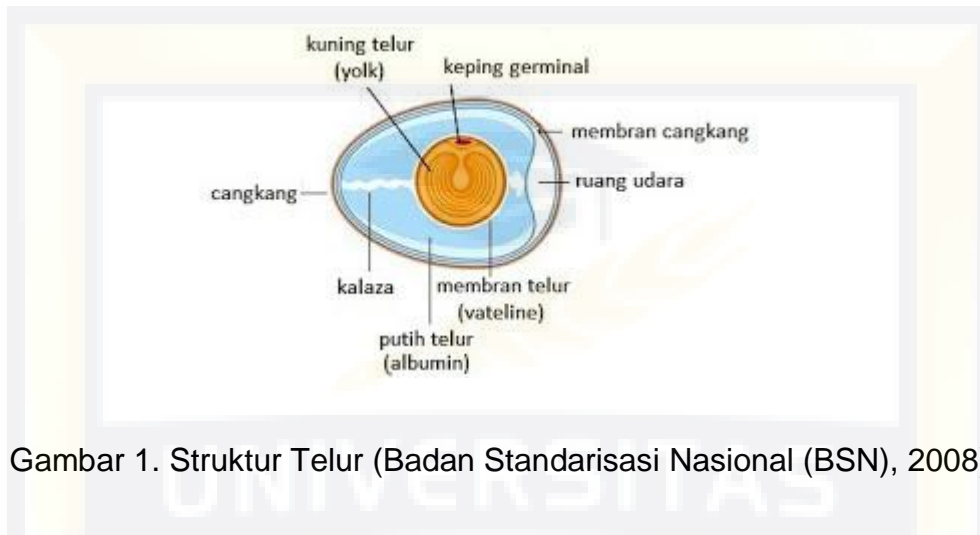 kuning telur
(yolk)
keping germinal
membran cangkang
ruang udara
cangkang
kalaza
membran telur
(vateline)
putih telur
(albumin)
Gambar 1. Struktur Telur (Badan Standarisasi Nasional (BSN), 2008
UNIVERSITAS